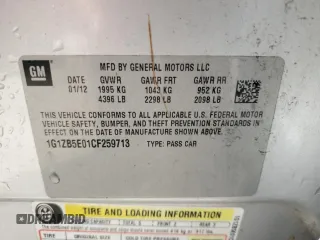 GM
MFD BY GENERAL MOTORS LLC
DATE GVWR GAWR FRT GAWR RR
01/12 1995 KG 1043 KG 952 KG
4396 LB 2298 LB 2098 LB
THIS VEHICLE CONFORMS TO ALL APPLICABLE U.S. FEDERAL MOTOR
VEHICLE SAFETY, BUMPER, AND THEFT PREVENTION STANDARDS IN
EFFECT ON THE DATE OF MANUFACTURE SHOWN ABOVE.
1G1ZB5E01CF259713 TYPE: PASS CAR
TIRE AND LOADING INFORMATION
TIRE